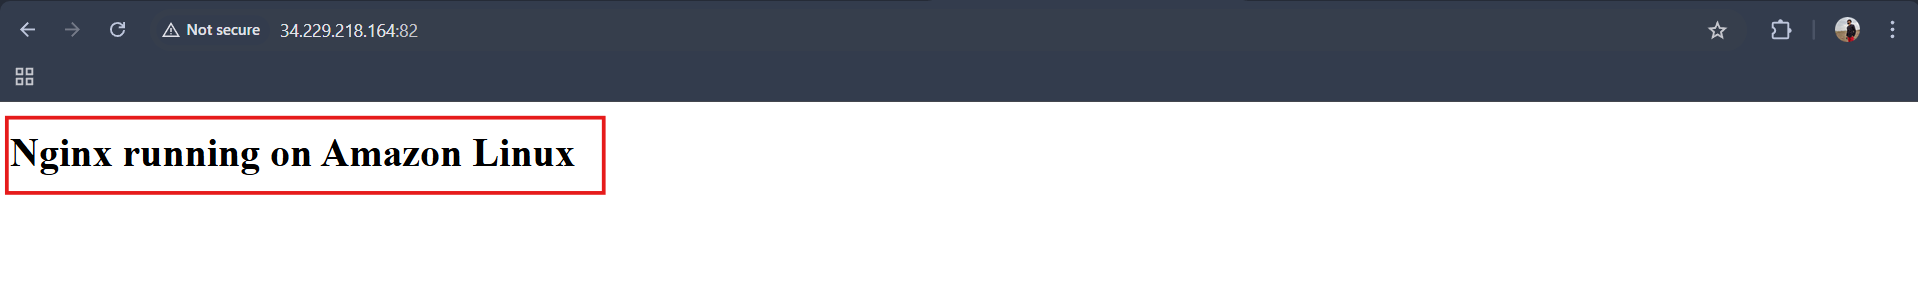 Not secure
34.229.218.164:82
Nginx running on Amazon Linux